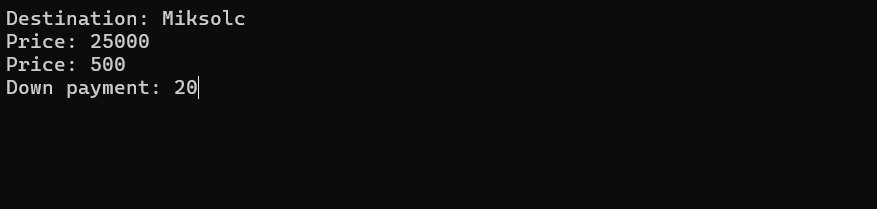 Destination: Miksolc
Price: 25000
Price: 500
Down payment: 20